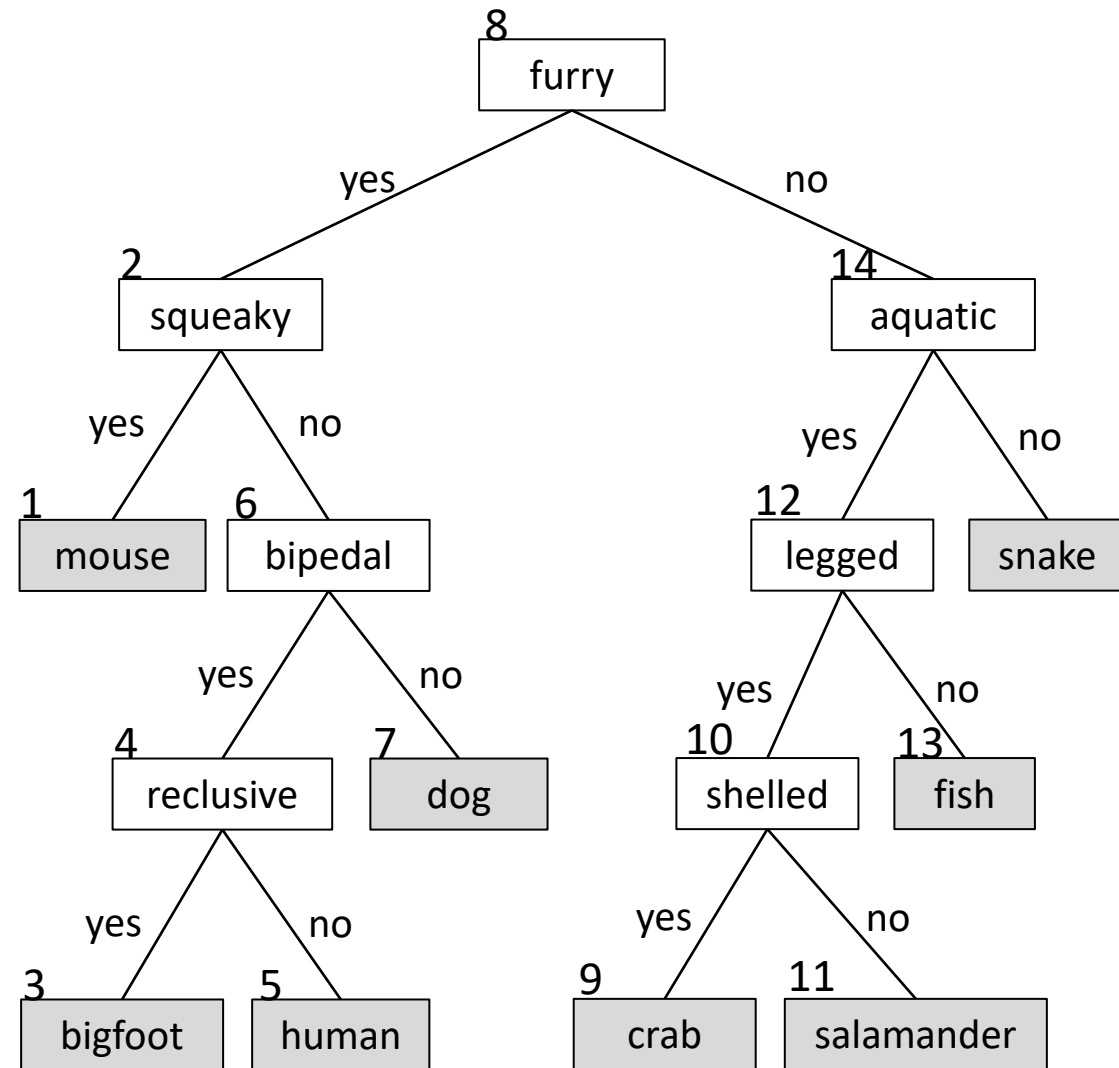 8
furry
yes no
2 14
squeaky aquatic
yes no yes no
1 6 12
mouse bipedal legged snake
yes no yes no
4 7 10 13
reclusive dog shelled fish
yes no yes no
3 5 9 11
bigfoot human crab salamander